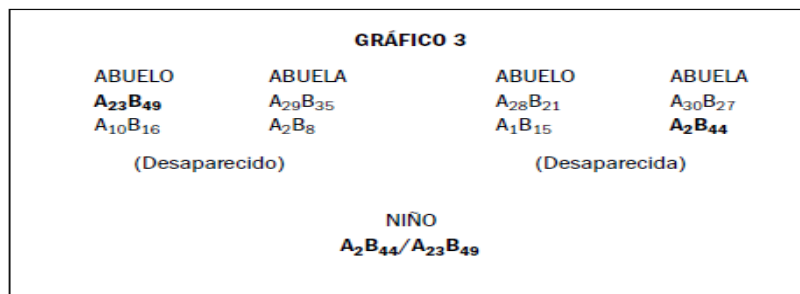 GRÁFICO 3
ABUELO ABUELA ABUELO ABUELA
A₂₃B₄₉ A₂₉B₃₅ A₂₈B₂₁ A₃₀B₂₇
A₁₀B₁₆ A₂B₈ A₁B₁₅ A₂B₄₄
(Desaparecido) (Desaparecida)
NIÑO
A₂B₄₄/A₂₃B₄₉